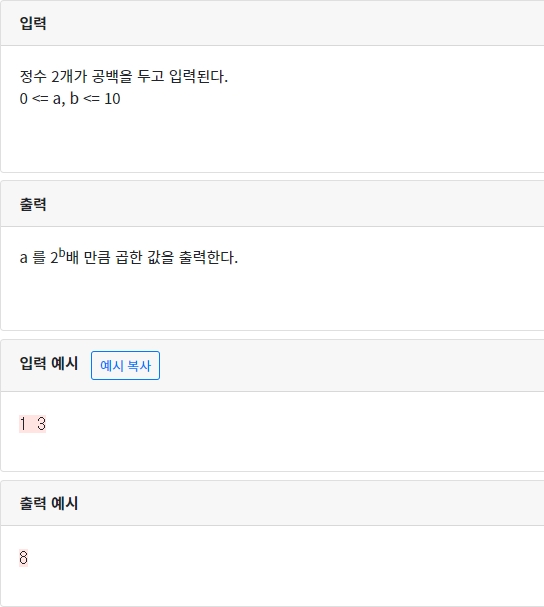 입력
정수 2개가 공백을 두고 입력된다.
0 <= a, b <= 10
출력
a 를 2ᵇ배 만큼 곱한 값을 출력한다.
입력 예시 예시 복사
1 3
출력 예시
8